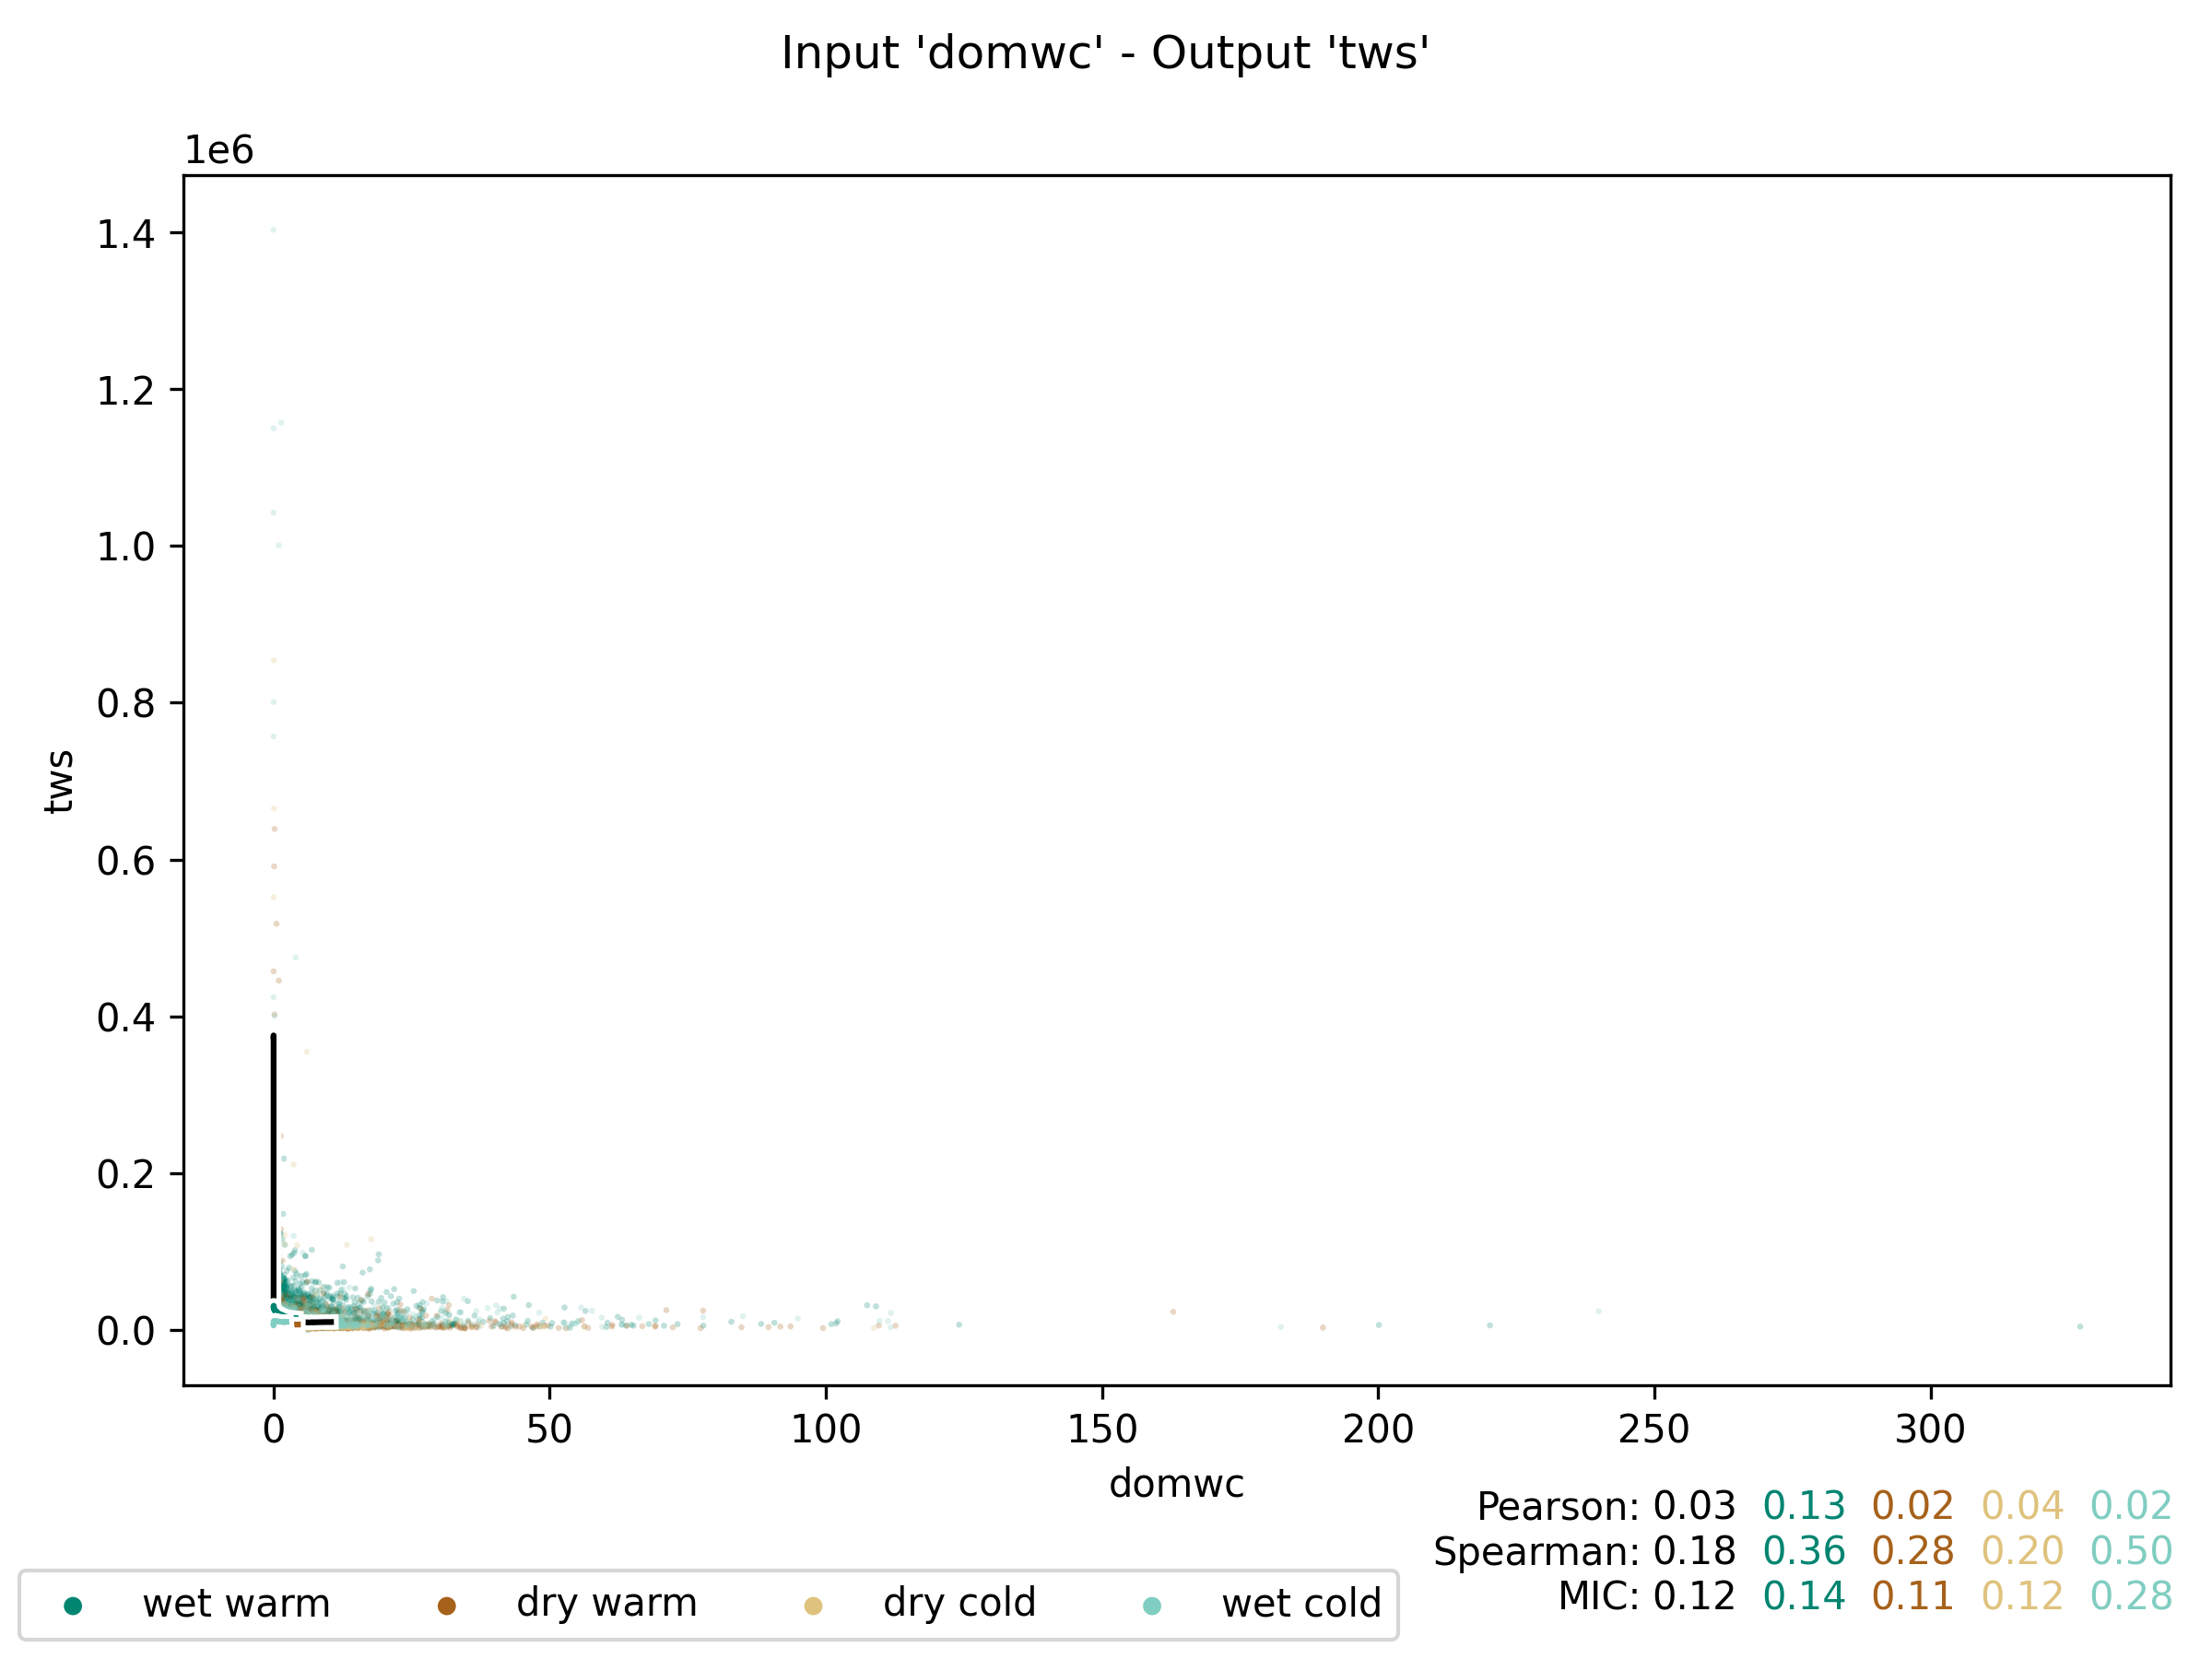 Input 'domwc' - Output 'tws'
1e6
1.4
1.2
1.0
0.8
0.6
0.4
0.2
0.0
tws
0 50 100 150 200 250 300
domwc
Pearson: 0.03 0.13 0.02 0.04 0.02
Spearman: 0.18 0.36 0.28 0.20 0.50
MIC: 0.12 0.14 0.11 0.12 0.28
wet warm dry warm dry cold wet cold